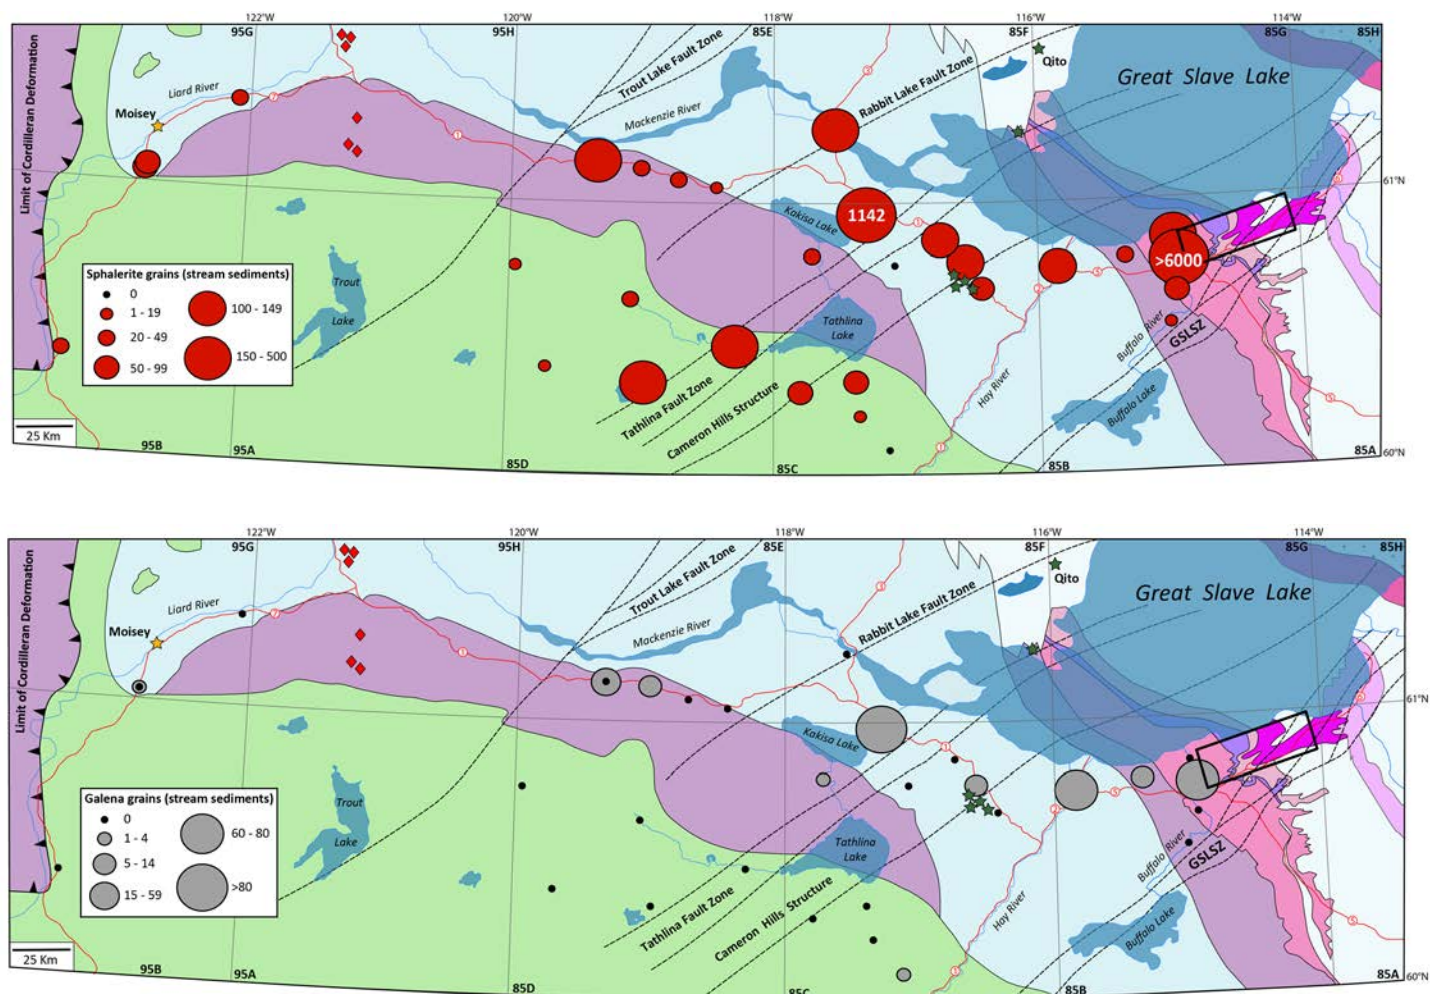 122°W
120°W
118°W
116°W
114°W
95G
95H
85E
85F
85G
85H
Trout Lake Fault Zone
Rabbit Lake Fault Zone
Qito
Great Slave Lake
Liard River
Moisey
Mackenzie River
Limit of Cordilleran Deformation
61°N
Kakisa Lake
1142
>6000
Sphalerite grains (stream sediments)
0
1 - 19
20 - 49
50 - 99
100 - 149
150 - 500
Trout
Lake
Tathlina
Lake
Buffalo River
GSLSZ
Hay River
Buffalo Lake
Tathlina Fault Zone
Cameron Hills Structure
25 Km
95B
95A
85D
85C
85B
85A
60°N
122°W
120°W
118°W
116°W
114°W
95G
95H
85E
85F
85G
85H
Trout Lake Fault Zone
Rabbit Lake Fault Zone
Qito
Great Slave Lake
Liard River
Moisey
Mackenzie River
Limit of Cordilleran Deformation
61°N
Kakisa Lake
Galena grains (stream sediments)
0
1 - 4
5 - 14
15 - 59
60 - 80
>80
Trout
Lake
Tathlina
Lake
Buffalo River
GSLSZ
Hay River
Buffalo Lake
Tathlina Fault Zone
Cameron Hills Structure
25 Km
95B
95A
85D
85C
85B
85A
60°N